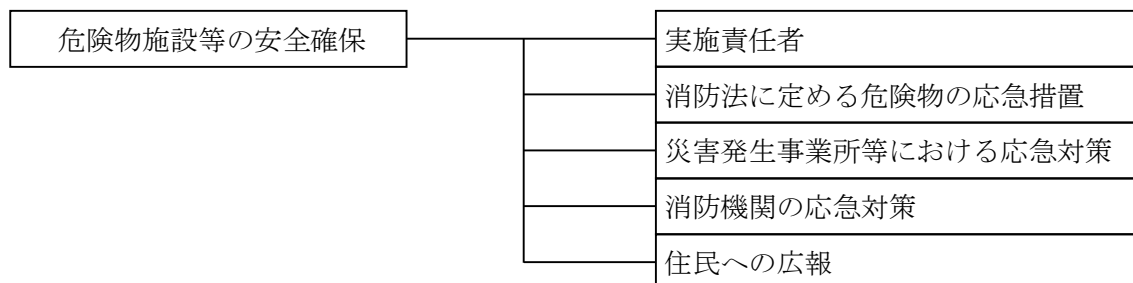 危険物施設等の安全確保
実施責任者
消防法に定める危険物の応急措置
災害発生事業所等における応急対策
消防機関の応急対策
住民への広報